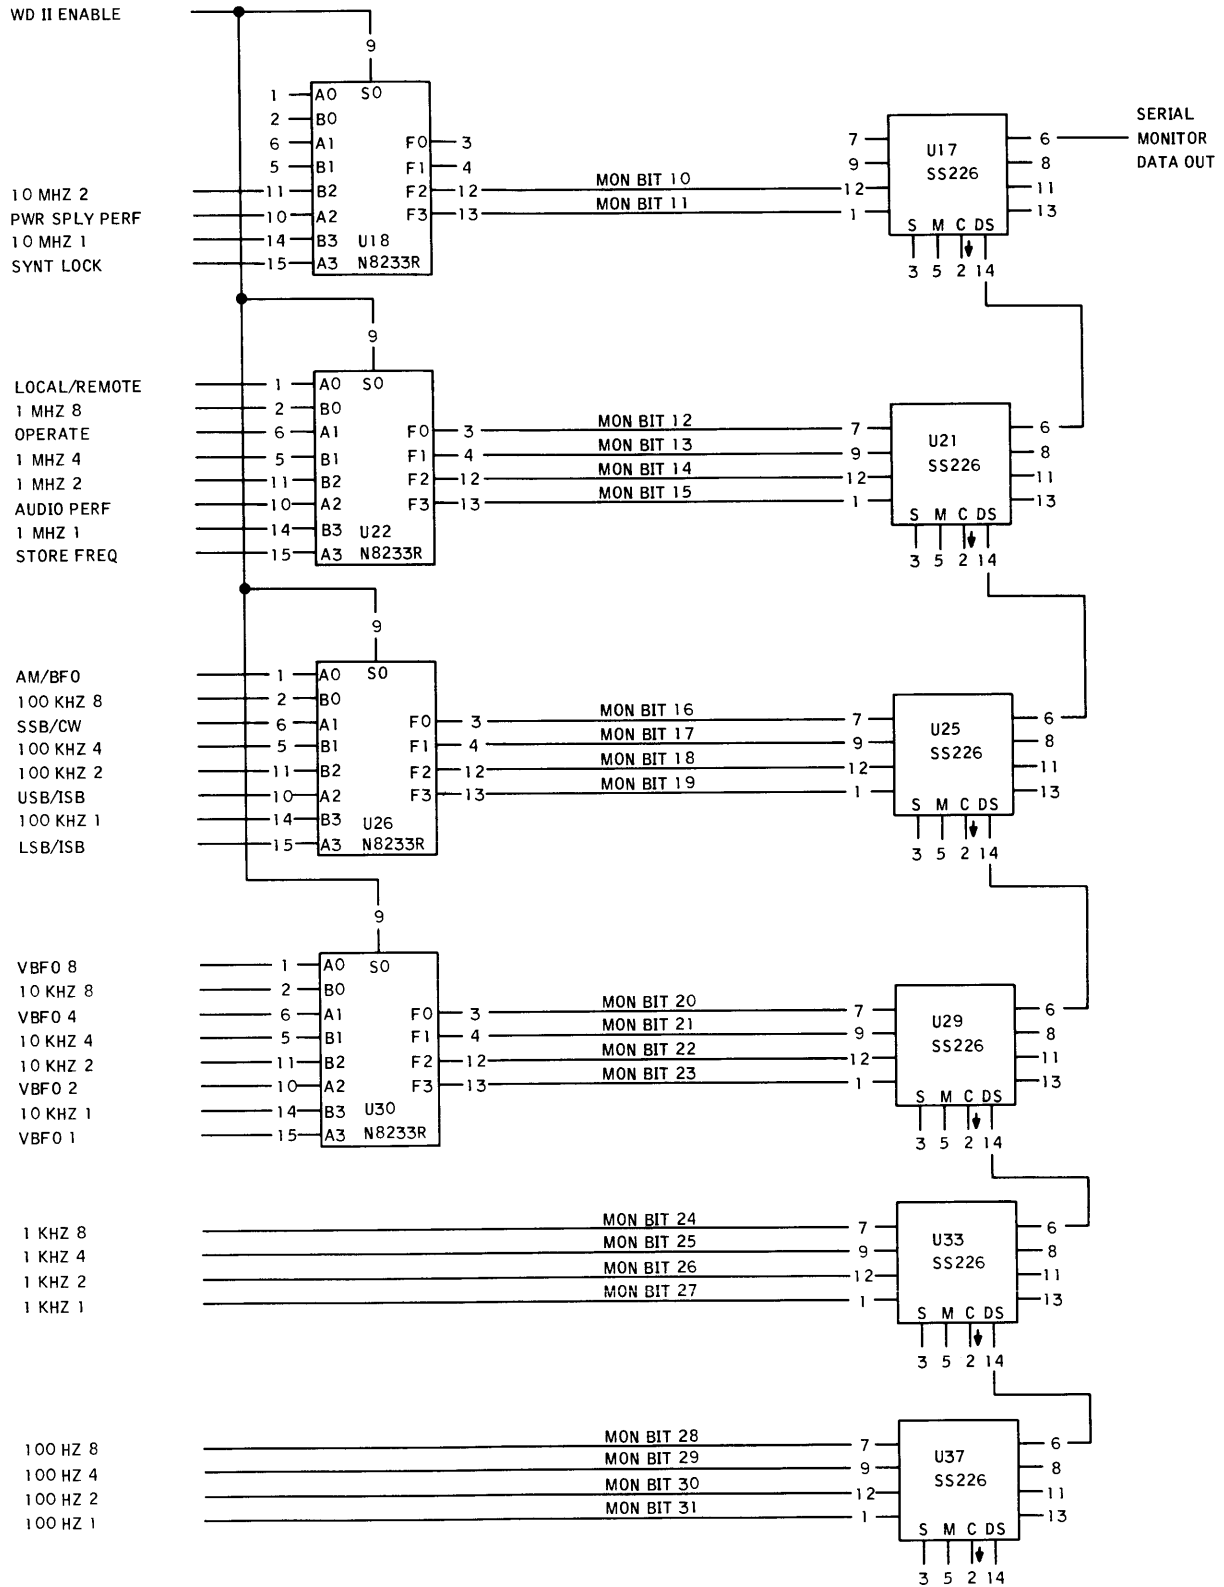 WD II ENABLE
9
1 A0 S0
2 B0
6 A1 F0 3
5 B1 F1 4
10 MHZ 2 11 B2 F2 12 MON BIT 10
PWR SPLY PERF 10 A2 F3 13 MON BIT 11
10 MHZ 1 14 B3 U18
SYNT LOCK 15 A3 N8233R
7 U17 6 SERIAL
9 SS226 8 MONITOR
12 11 DATA OUT
1 13
S M C DS
3 5 2 14
9
LOCAL/REMOTE 1 A0 S0
1 MHZ 8 2 B0
OPERATE 6 A1 F0 3 MON BIT 12
1 MHZ 4 5 B1 F1 4 MON BIT 13
1 MHZ 2 11 B2 F2 12 MON BIT 14
AUDIO PERF 10 A2 F3 13 MON BIT 15
1 MHZ 1 14 B3 U22
STORE FREQ 15 A3 N8233R
7 U21 6
9 SS226 8
12 11
1 13
S M C DS
3 5 2 14
9
AM/BFO 1 A0 S0
100 KHZ 8 2 B0
SSB/CW 6 A1 F0 3 MON BIT 16
100 KHZ 4 5 B1 F1 4 MON BIT 17
100 KHZ 2 11 B2 F2 12 MON BIT 18
USB/ISB 10 A2 F3 13 MON BIT 19
100 KHZ 1 14 B3 U26
LSB/ISB 15 A3 N8233R
7 U25 6
9 SS226 8
12 11
1 13
S M C DS
3 5 2 14
9
VBFO 8 1 A0 S0
10 KHZ 8 2 B0
VBFO 4 6 A1 F0 3 MON BIT 20
10 KHZ 4 5 B1 F1 4 MON BIT 21
10 KHZ 2 11 B2 F2 12 MON BIT 22
VBFO 2 10 A2 F3 13 MON BIT 23
10 KHZ 1 14 B3 U30
VBFO 1 15 A3 N8233R
7 U29 6
9 SS226 8
12 11
1 13
S M C DS
3 5 2 14
1 KHZ 8 MON BIT 24 7 U33 6
1 KHZ 4 MON BIT 25 9 SS226 8
1 KHZ 2 MON BIT 26 12 11
1 KHZ 1 MON BIT 27 1 13
S M C DS
3 5 2 14
100 HZ 8 MON BIT 28 7 U37 6
100 HZ 4 MON BIT 29 9 SS226 8
100 HZ 2 MON BIT 30 12 11
100 HZ 1 MON BIT 31 1 13
S M C DS
3 5 2 14